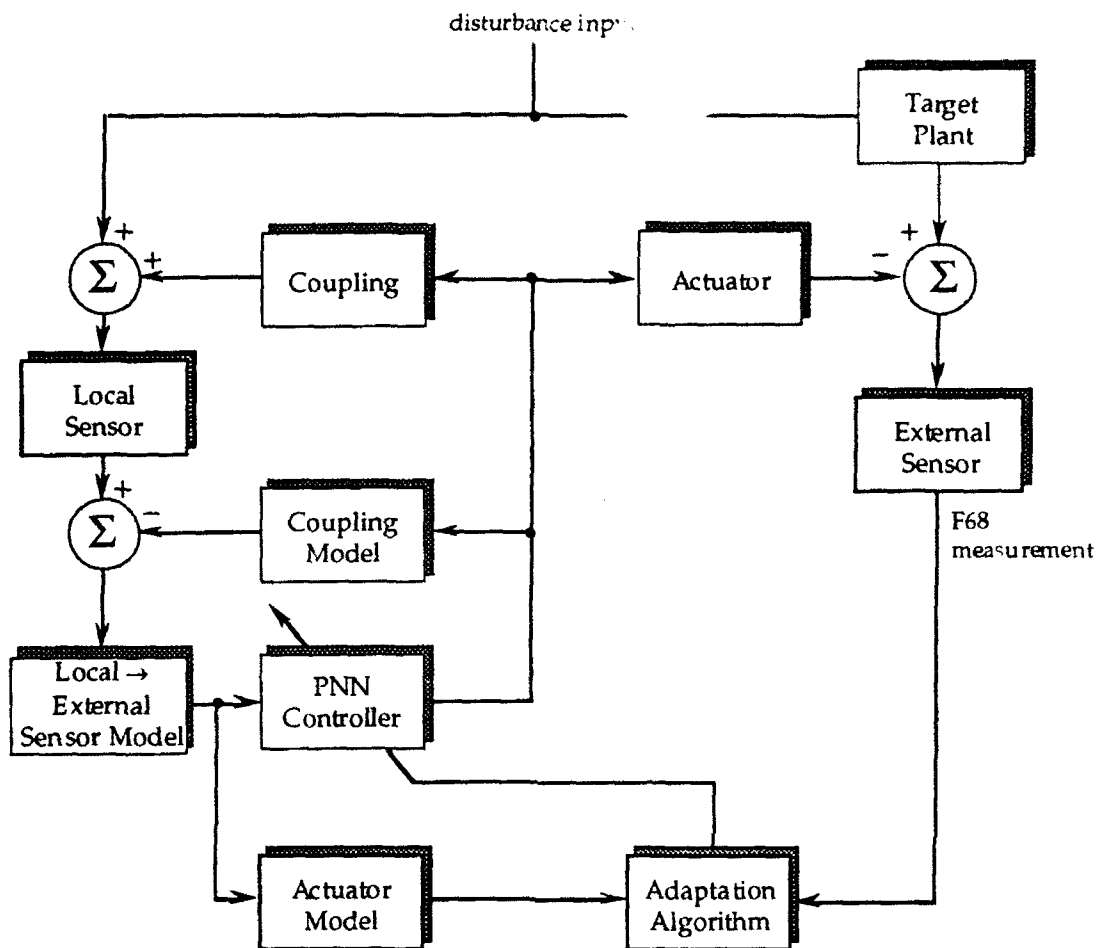 disturbance
Target
Plant
+
+
Σ
Coupling
Actuator
+
−
Σ
Local
Sensor
External
Sensor
+
−
Σ
Coupling
Model
F68
measurement
Local →
External
Sensor Model
PNN
Controller
Actuator
Model
Adaptation
Algorithm